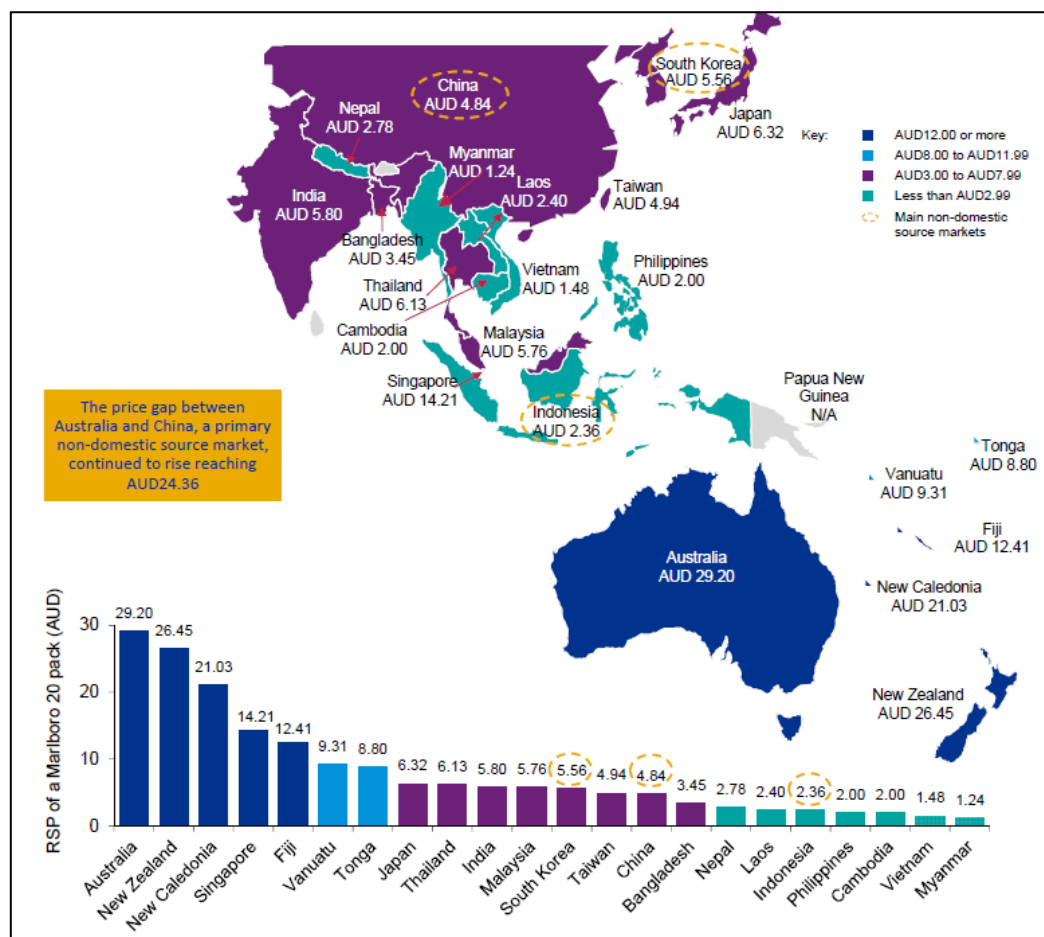 South Korea
AUD 5.56
China
AUD 4.84
Nepal
AUD 2.78
Japan
AUD 6.32
Key:
AUD12.00 or more
AUD8.00 to AUD11.99
AUD3.00 to AUD7.99
Less than AUD2.99
Main non-domestic
source markets
Myanmar
AUD 1.24
Laos
AUD 2.40
Taiwan
AUD 4.94
India
AUD 5.80
Bangladesh
AUD 3.45
Philippines
AUD 2.00
Vietnam
AUD 1.48
Thailand
AUD 6.13
Cambodia
AUD 2.00
Malaysia
AUD 5.76
Singapore
AUD 14.21
Indonesia
AUD 2.36
Papua New
Guinea
N/A
The price gap between
Australia and China, a primary
non-domestic source market,
continued to rise reaching
AUD24.36
Tonga
AUD 8.80
Vanuatu
AUD 9.31
Fiji
AUD 12.41
Australia
AUD 29.20
New Caledonia
AUD 21.03
New Zealand
AUD 26.45
RSP of a Marlboro 20 pack (AUD)
30
20
10
0
29.20
26.45
21.03
14.21
12.41
9.31
8.80
6.32
6.13
5.80
5.76
5.56
4.94
4.84
3.45
2.78
2.40
2.36
2.00
2.00
1.48
1.24
Australia
New Zealand
New Caledonia
Singapore
Fiji
Vanuatu
Tonga
Japan
Thailand
India
Malaysia
South Korea
Taiwan
China
Bangladesh
Nepal
Laos
Indonesia
Philippines
Cambodia
Vietnam
Myanmar